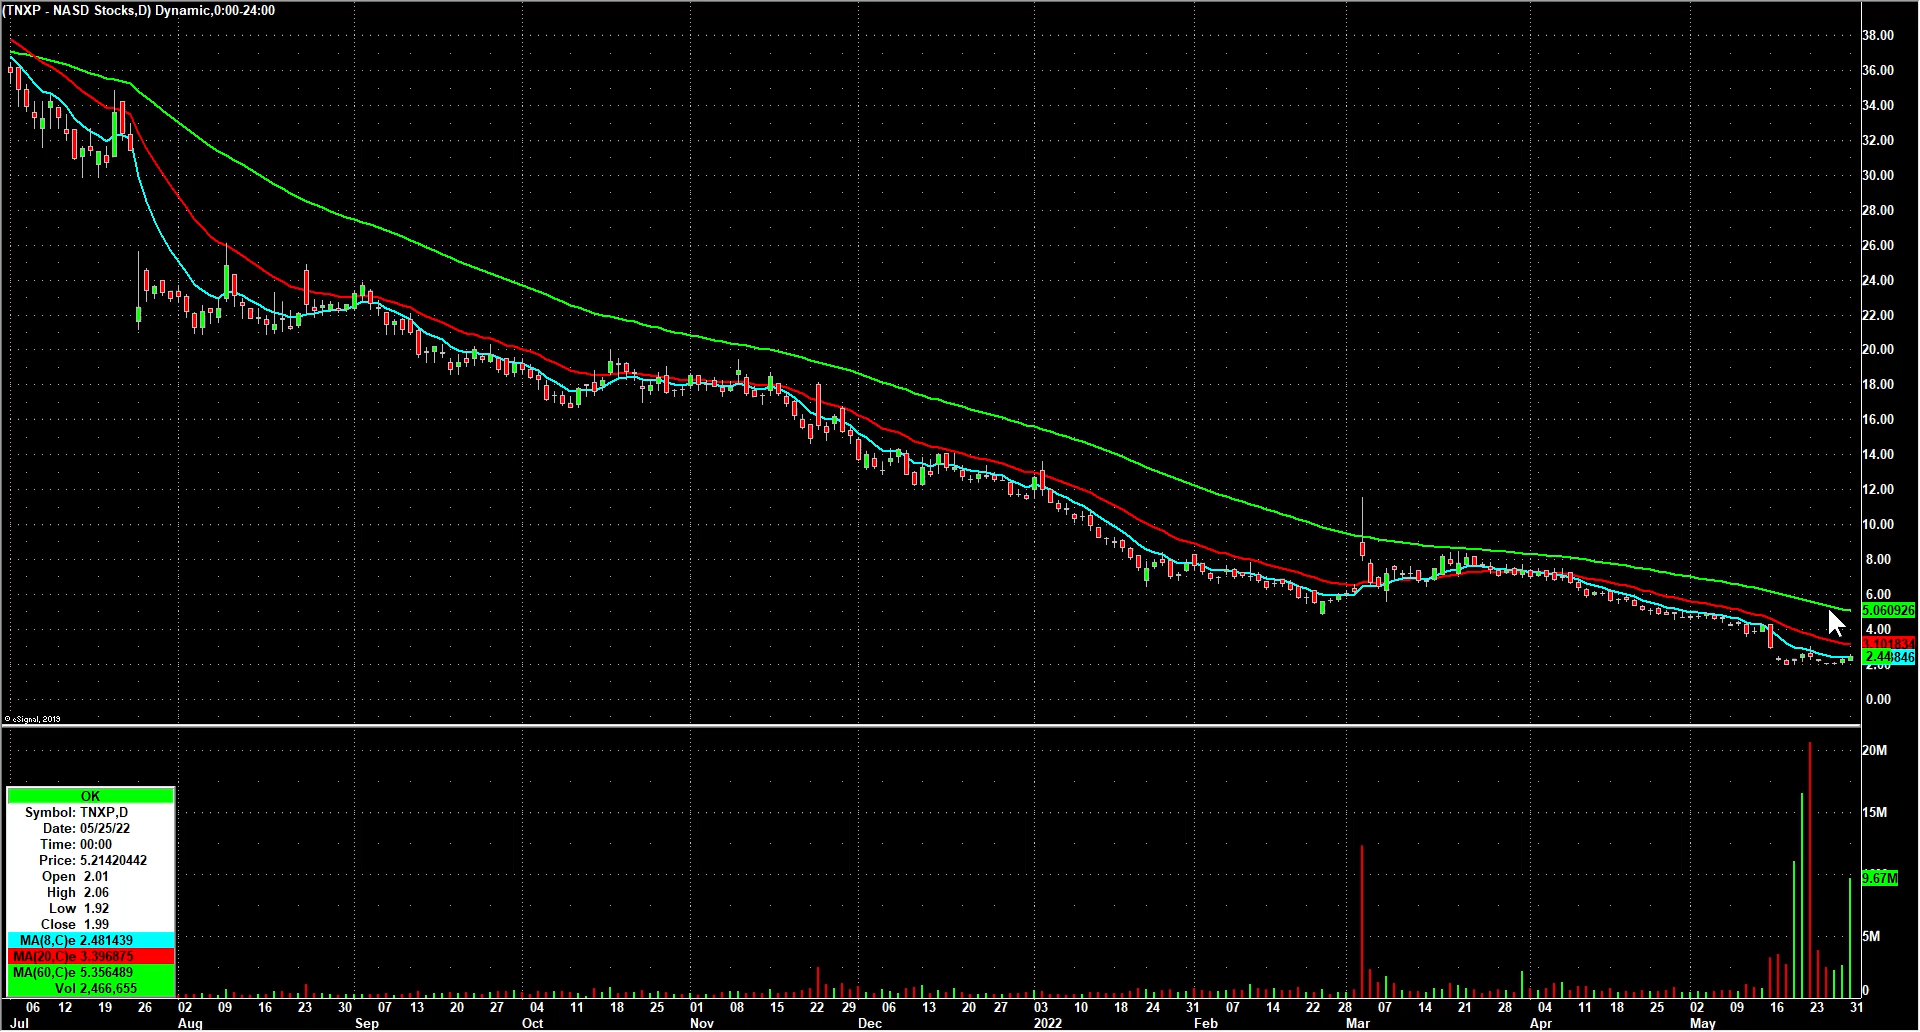 (TNXP - NASD Stocks,D) Dynamic,0:00-24:00
38.00
36.00
34.00
32.00
30.00
28.00
26.00
24.00
22.00
20.00
18.00
16.00
14.00
12.00
10.00
8.00
6.00
5.060926
4.00
3.101831
2.44846
2.00
0.00
© eSignal, 2019
20M
15M
9.67M
5M
0
OK
Symbol: TNXP,D
Date: 05/25/22
Time: 00:00
Price: 5.21420442
Open 2.01
High 2.06
Low 1.92
Close 1.99
MA(8,C)e 2.481439
MA(20,C)e 3.396875
MA(60,C)e 5.356489
Vol 2,466,655
06 12 19 26 02 09 16 23 30 07 13 20 27 04 11 18 25 01 08 15 22 29 06 13 20 27 03 10 18 24 31 07 14 22 28 07 14 21 28 04 11 18 25 02 09 16 23 31
Jul Aug Sep Oct Nov Dec 2022 Feb Mar Apr May